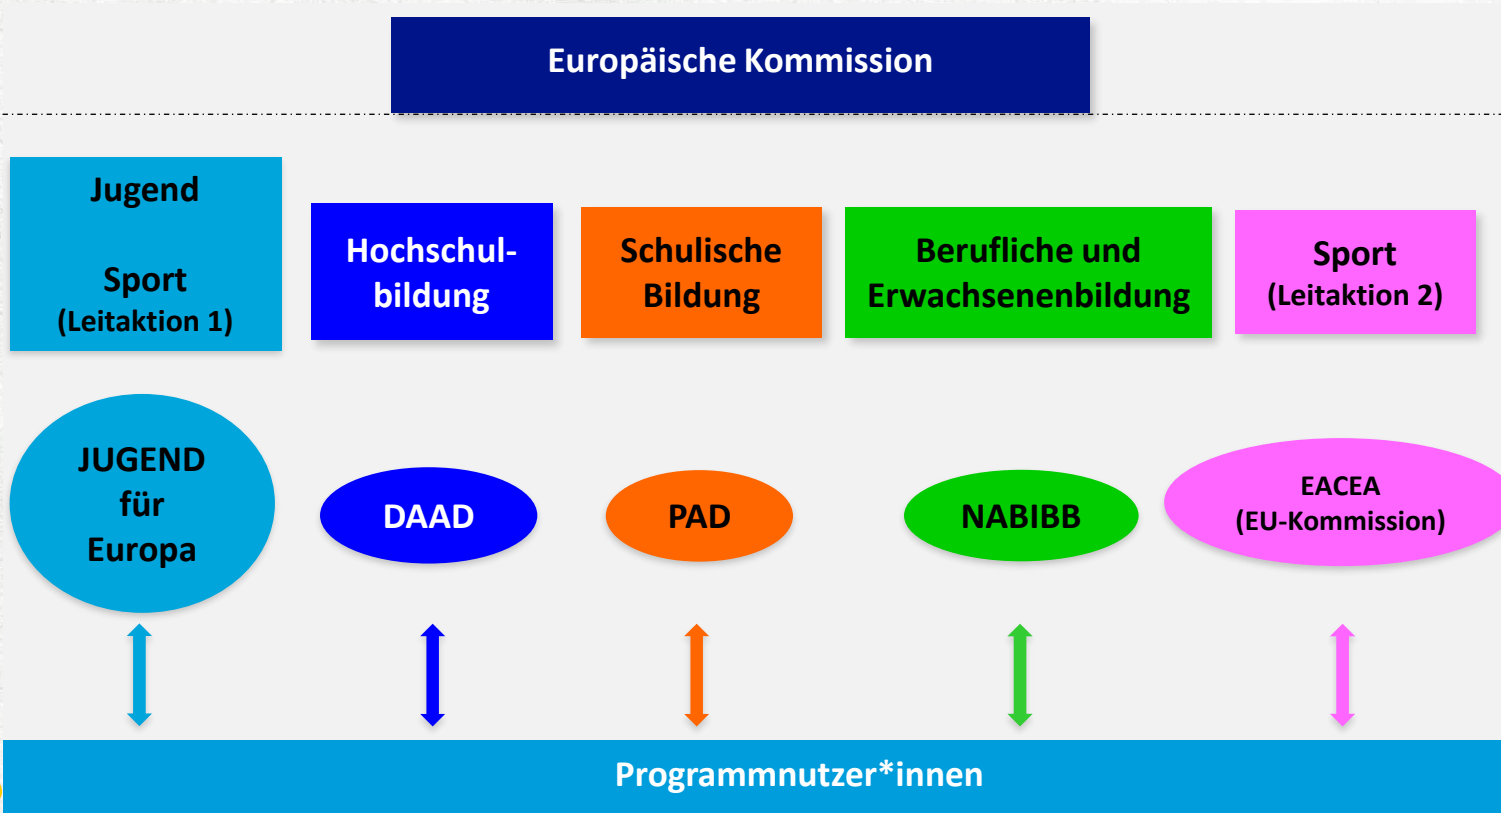 Europäische Kommission
Jugend
Sport
(Leitaktion 1)
Hochschul-
bildung
Schulische
Bildung
Berufliche und
Erwachsenenbildung
Sport
(Leitaktion 2)
JUGEND
für
Europa
DAAD
PAD
NABIBB
EACEA
(EU-Kommission)
Programmnutzer*innen